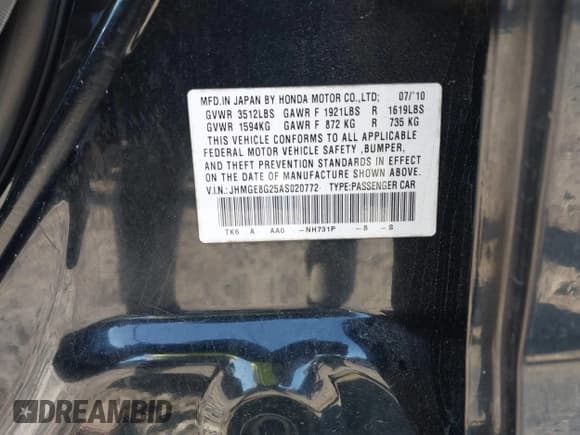 MFD.IN JAPAN BY HONDA MOTOR CO.,LTD; 07/'10
GVWR 3512LBS GAWR F 1921LBS R 1619LBS
GVWR 1594KG GAWR F 872 KG R 735 KG
THIS VEHICLE CONFORMS TO ALL APPLICABLE
FEDERAL MOTOR VEHICLE SAFETY ,BUMPER,
AND THEFT PREVENTION STANDARDS IN EFFECT
ON THE DATE OF MANUFACTURE SHOWN ABOVE.
V.I.N.:JHMGE8G25AS020772 TYPE:PASSENGER CAR
TK6 A AA0 -NH731P -B -S
DREAMBID